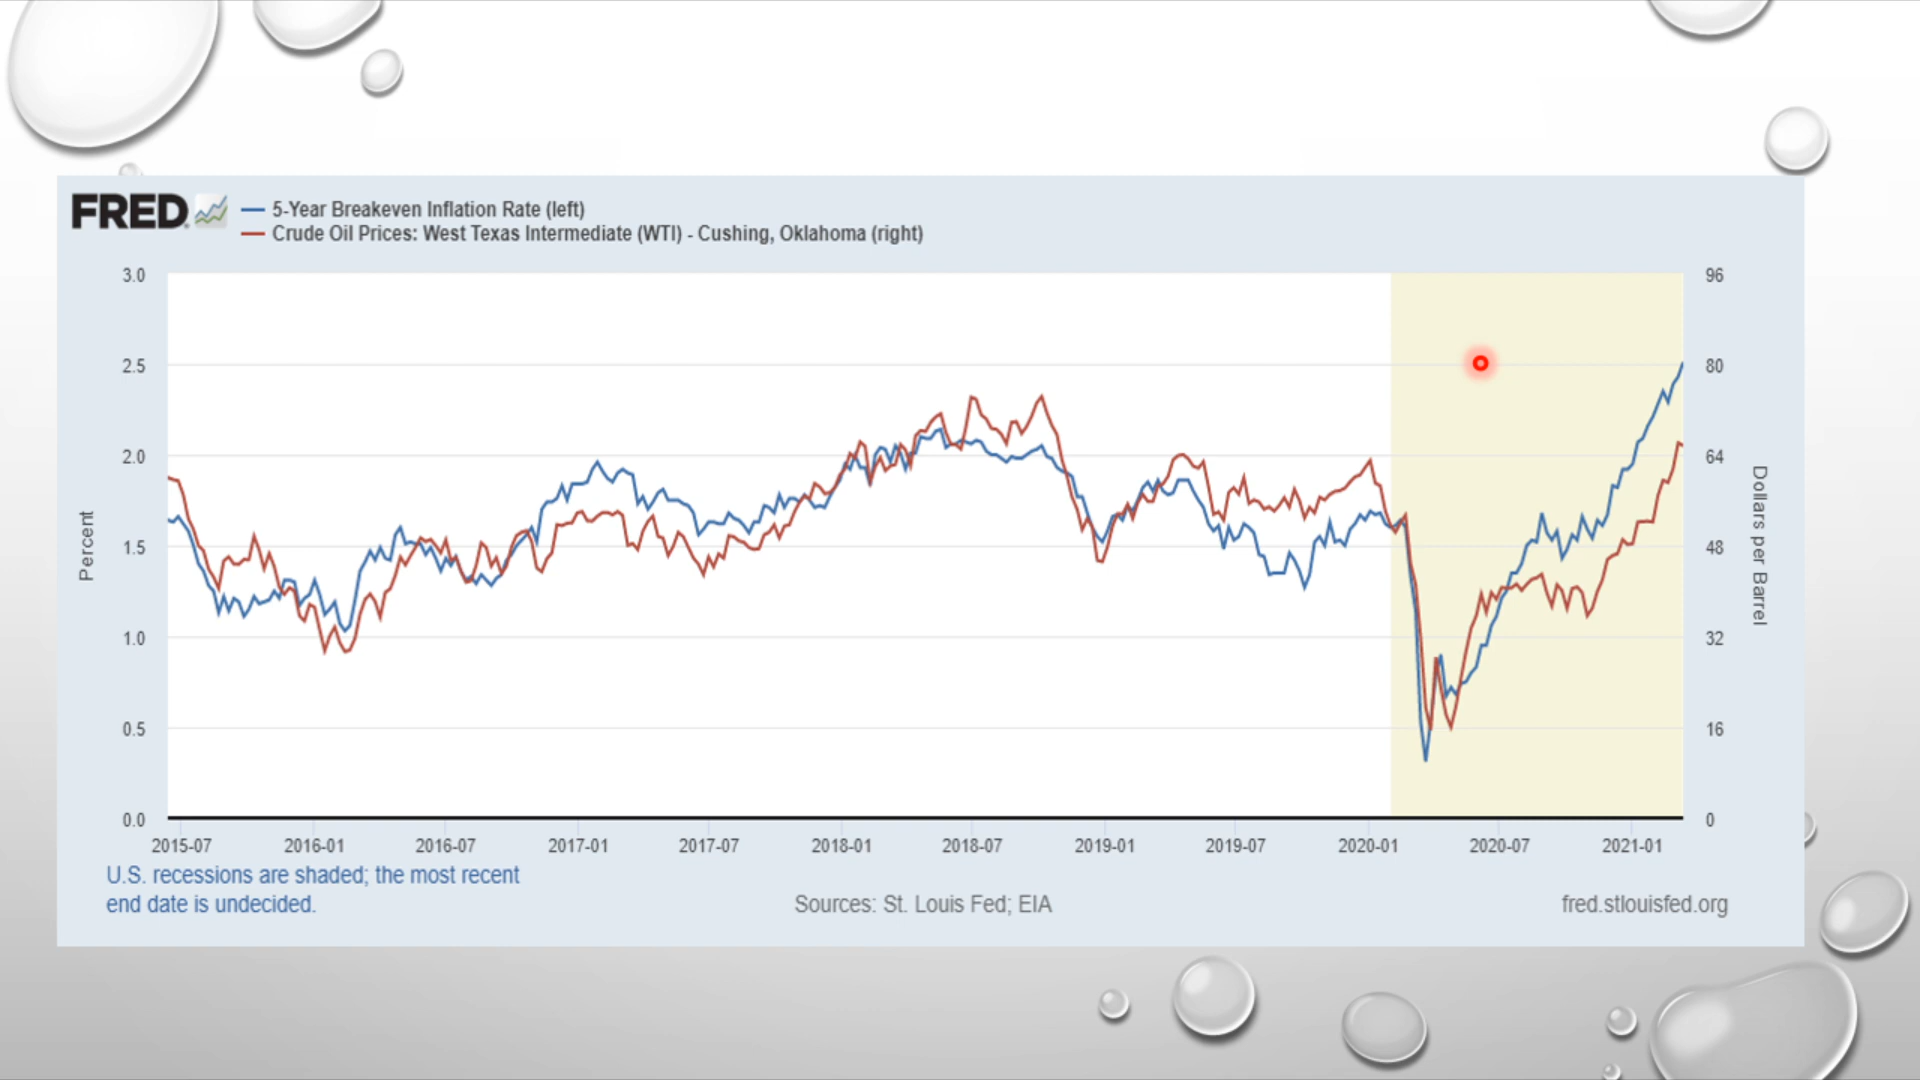 FRED
5-Year Breakeven Inflation Rate (left)
Crude Oil Prices: West Texas Intermediate (WTI) - Cushing, Oklahoma (right)
3.0
2.5
2.0
1.5
1.0
0.5
0.0
Percent
96
80
64
48
32
16
0
Dollars per Barrel
2015-07 2016-01 2016-07 2017-01 2017-07 2018-01 2018-07 2019-01 2019-07 2020-01 2020-07 2021-01
U.S. recessions are shaded; the most recent
end date is undecided.
Sources: St. Louis Fed; EIA
fred.stlouisfed.org